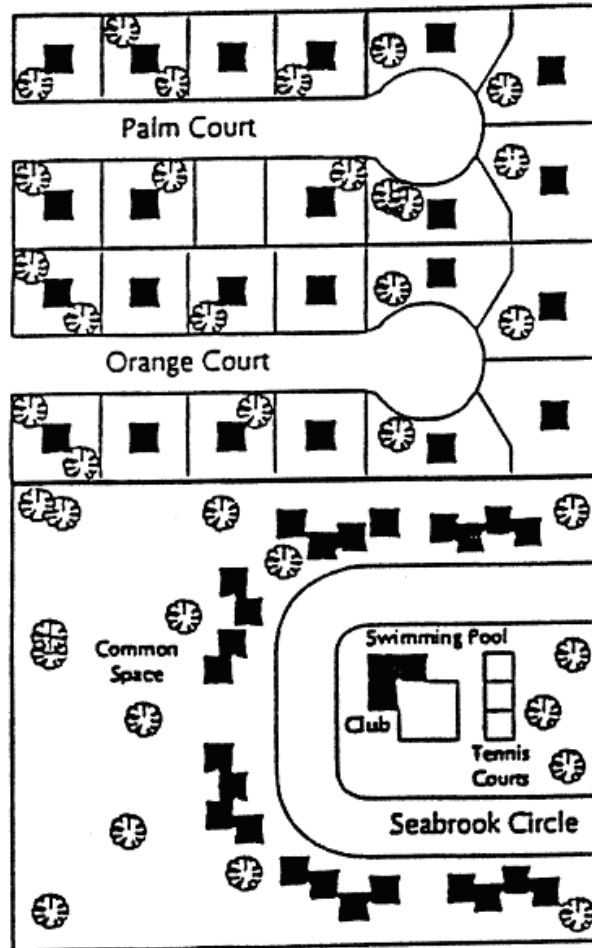 Palm Court
Orange Court
Common
Space
Swimming Pool
Club
Tennis
Courts
Seabrook Circle